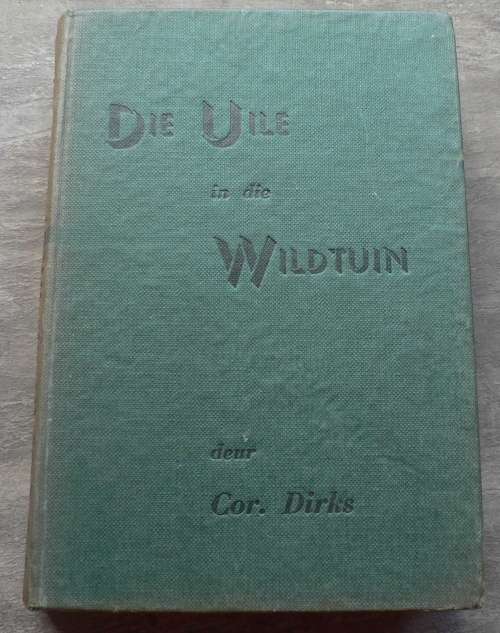 DIE UILE
in die
WILDTUIN
deur
Cor. Dirks